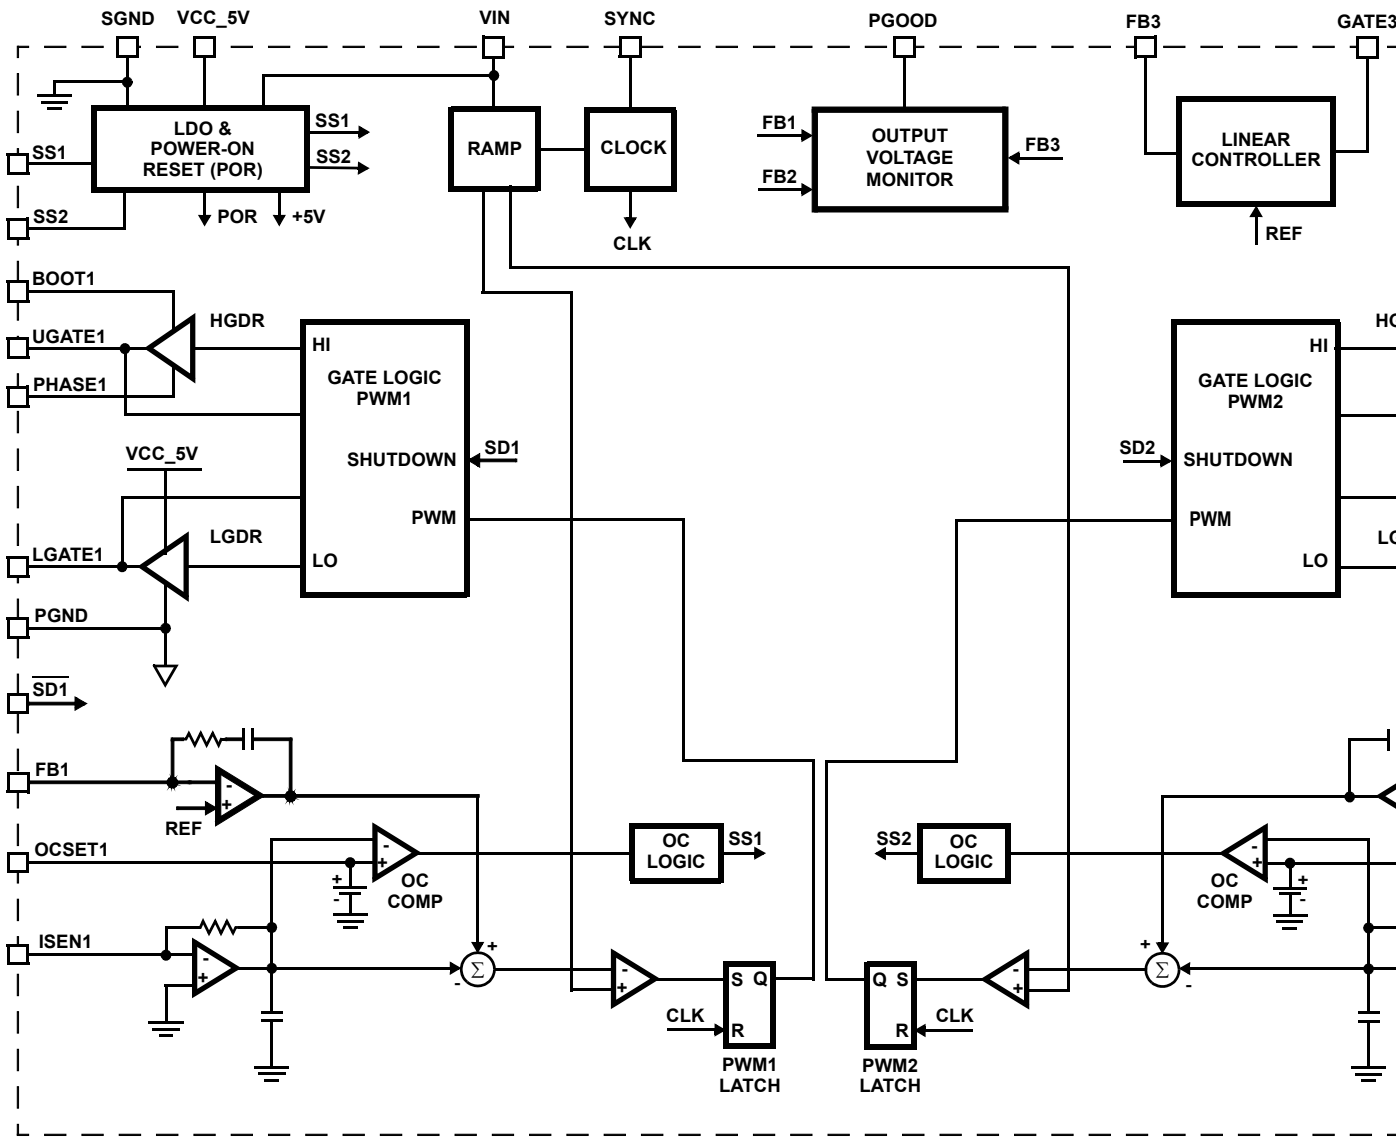 SGND
VCC_5V
VIN
SYNC
PGOOD
FB3
GATE3
LDO &
POWER-ON
RESET (POR)
SS1
SS2
SS1
SS2
POR
+5V
RAMP
CLOCK
CLK
FB1
FB2
OUTPUT
VOLTAGE
MONITOR
FB3
LINEAR
CONTROLLER
REF
BOOT1
UGATE1
PHASE1
HGDR
HI
GATE LOGIC
PWM1
SHUTDOWN
SD1
PWM
LO
VCC_5V
LGDR
LGATE1
PGND
SD1
HI
GATE LOGIC
PWM2
SD2
SHUTDOWN
PWM
LO
FB1
-
+
REF
OCSET1
-
+
+
-
OC
COMP
OC
LOGIC
SS1
SS2
OC
LOGIC
-
+
OC
COMP
+
-
ISEN1
-
+
Σ
+
-
-
+
S Q
R
CLK
PWM1
LATCH
Q S
R
CLK
PWM2
LATCH
-
+
+
Σ
-